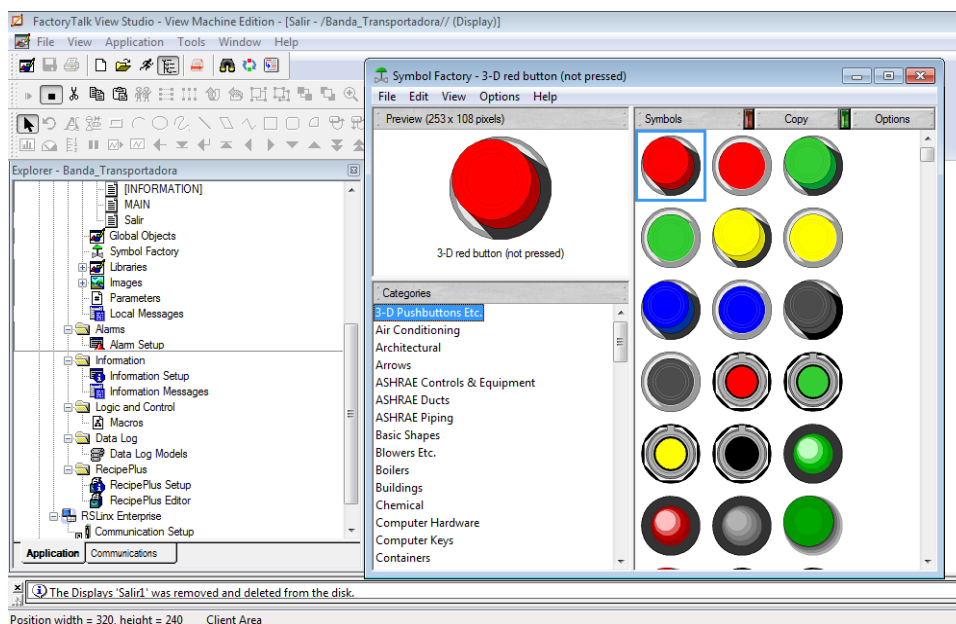 FactoryTalk View Studio - View Machine Edition - [Salir - /Banda_Transportadora// (Display)]
File View Application Tools Window Help
Explorer - Banda_Transportadora
[INFORMATION]
MAIN
Salir
Global Objects
Symbol Factory
Libraries
Images
Parameters
Local Messages
Alarms
Alarm Setup
Information
Information Setup
Information Messages
Logic and Control
Macros
Data Log
Data Log Models
RecipePlus
RecipePlus Setup
RecipePlus Editor
RSLinx Enterprise
Communication Setup
Application Communications
Symbol Factory - 3-D red button (not pressed)
File Edit View Options Help
Preview (253 x 108 pixels)
3-D red button (not pressed)
Categories
3-D Pushbuttons Etc.
Air Conditioning
Architectural
Arrows
ASHRAE Controls & Equipment
ASHRAE Ducts
ASHRAE Piping
Basic Shapes
Blowers Etc.
Boilers
Buildings
Chemical
Computer Hardware
Computer Keys
Containers
Symbols Copy Options
The Displays 'Salir1' was removed and deleted from the disk.
Position width = 320, height = 240 Client Area